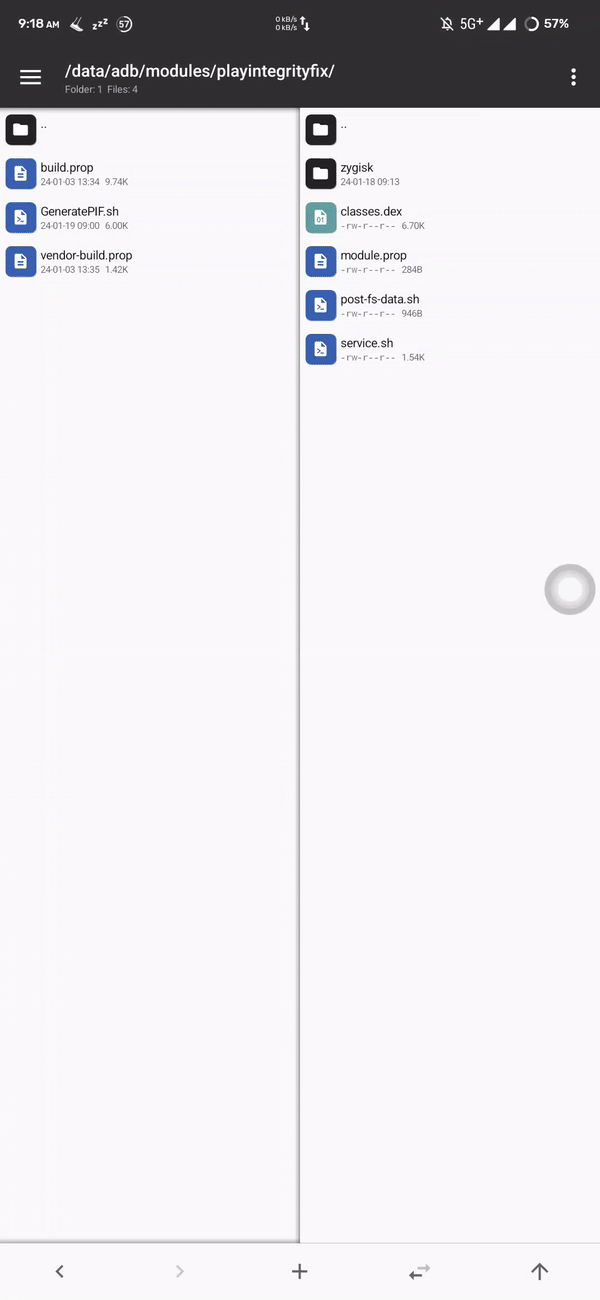 9:18 AM zzz 57 0 kB/s 5G+ 57%
0 kB/s
/data/adb/modules/playintegrityfix/
Folder: 1 Files: 4
..
build.prop
24-01-03 13:34 9.74K
GeneratePIF.sh
24-01-19 09:00 6.00K
vendor-build.prop
24-01-03 13:35 1.42K
..
zygisk
24-01-18 09:13
classes.dex
-rw-r--r-- 6.70K
module.prop
-rw-r--r-- 284B
post-fs-data.sh
-rw-r--r-- 946B
service.sh
-rw-r--r-- 1.54K